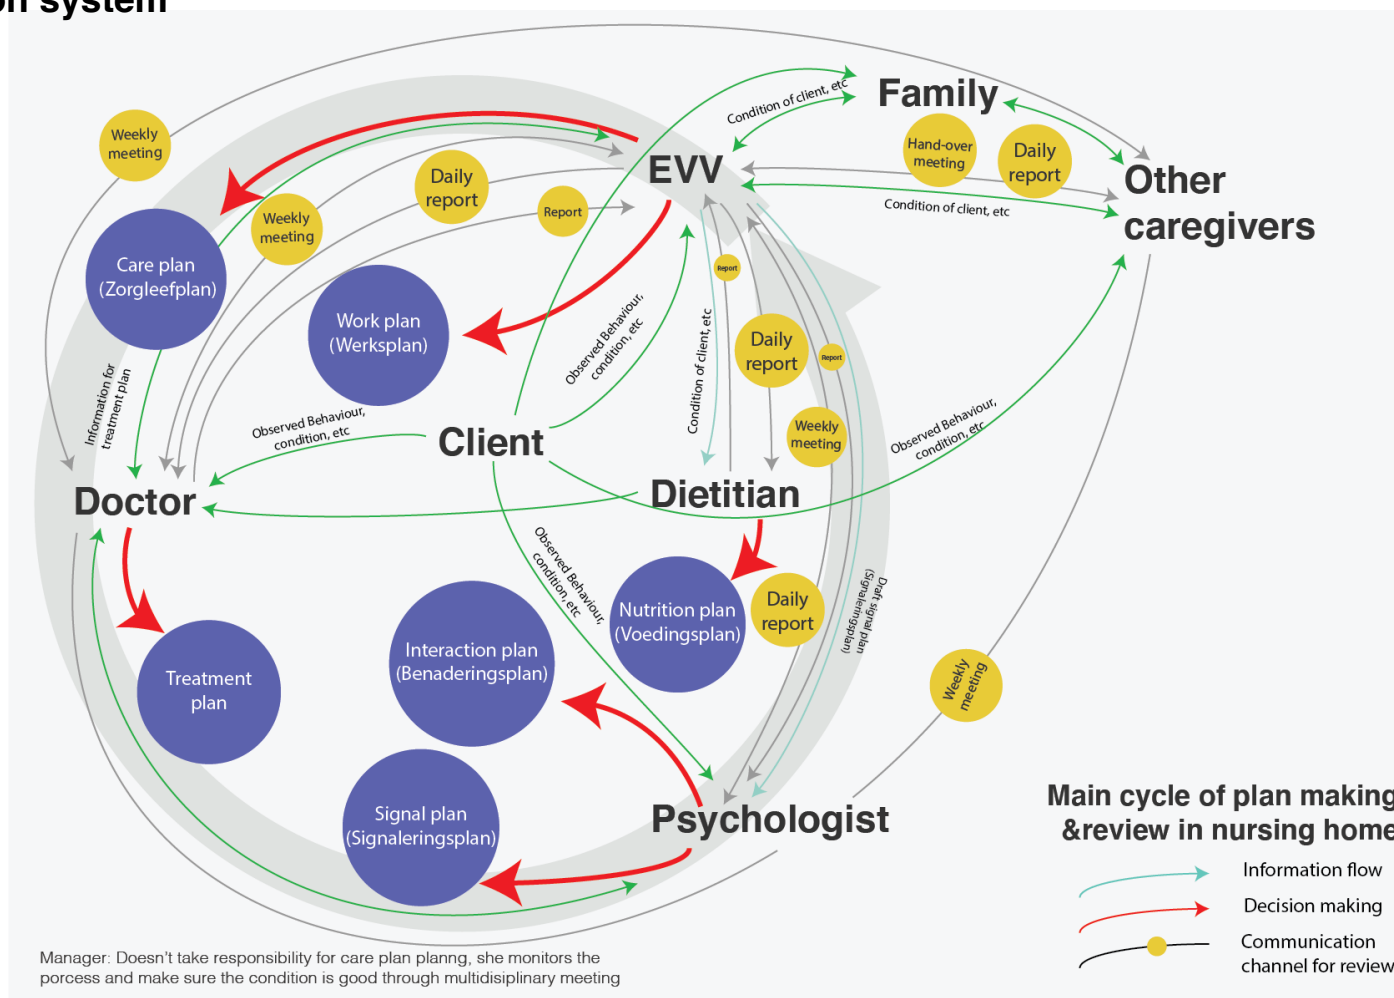 on system
Family
Condition of client, etc
Weekly
meeting
Hand-over
meeting
Daily
report
EVV
Other
caregivers
Condition of client, etc
Daily
report
Report
Weekly
meeting
Care plan
(Zorgleefplan)
Work plan
(Werksplan)
Observed Behaviour,
condition, etc
Report
Condition of client, etc
Daily
report
Report
Weekly
meeting
Information for
treatment plan
Observed Behaviour,
condition, etc
Client
Observed Behaviour,
condition, etc
Doctor
Dietitian
Observed Behaviour,
condition, etc
Nutrition plan
(Voedingsplan)
Daily
report
Draft signal plan
(Signaleringsplan)
Treatment
plan
Interaction plan
(Benaderingsplan)
Weekly
meeting
Signal plan
(Signaleringsplan)
Psychologist
Main cycle of plan making
&review in nursing home
Information flow
Decision making
Communication
channel for review
Manager: Doesn't take responsibility for care plan planng, she monitors the
porcess and make sure the condition is good through multidisiplinary meeting